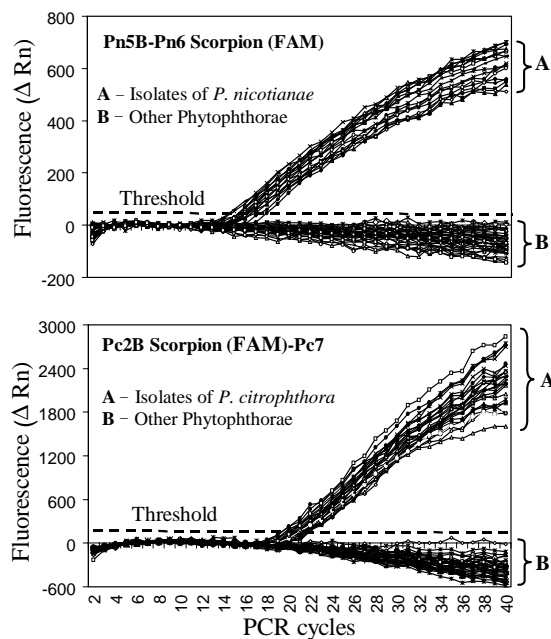 800
600
400
200
0
-200
Fluorescence (Δ Rn)
Pn5B-Pn6 Scorpion (FAM)
A – Isolates of P. nicotianae
B – Other Phytophthorae
Threshold
A
B
3000
2400
1800
1200
600
0
-600
Fluorescence (Δ Rn)
Pc2B Scorpion (FAM)-Pc7
A – Isolates of P. citrophthora
B – Other Phytophthorae
Threshold
A
B
2 4 6 8 10 12 14 16 18 20 22 24 26 28 30 32 34 36 38 40
PCR cycles